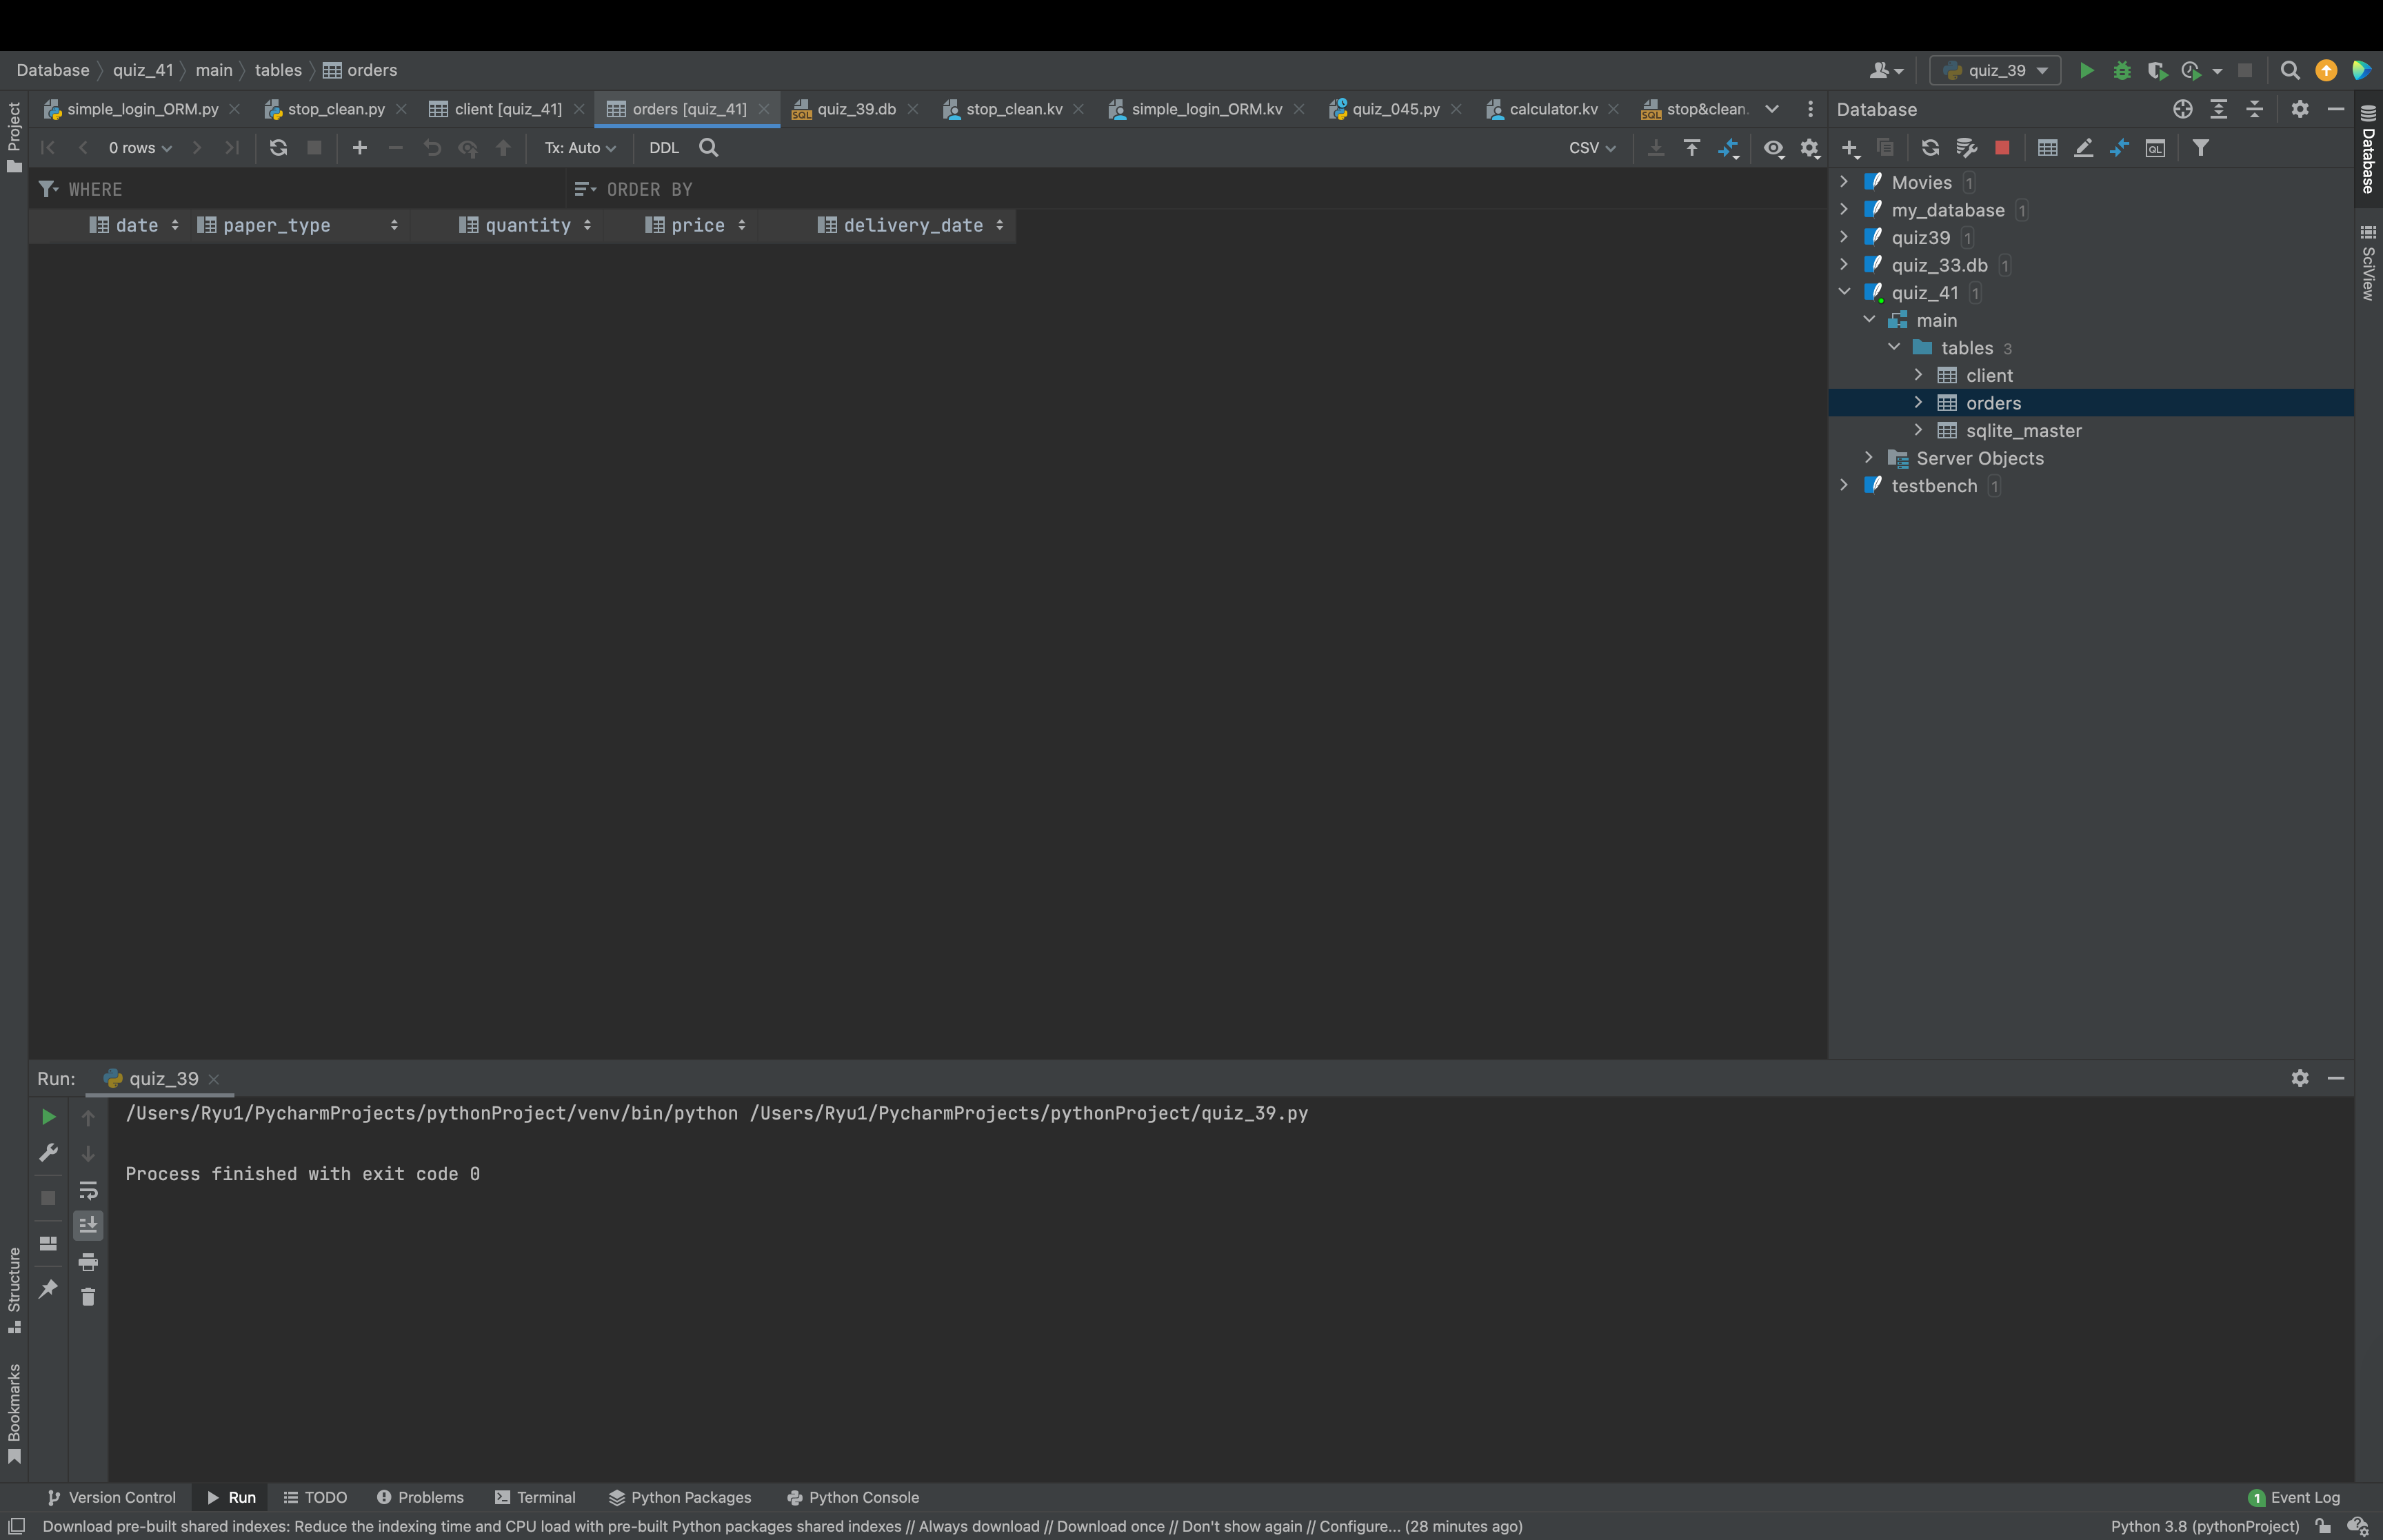 Database quiz_41 main tables orders
quiz_39
simple_login_ORM.py stop_clean.py client [quiz_41] orders [quiz_41] quiz_39.db stop_clean.kv simple_login_ORM.kv quiz_045.py calculator.kv stop&clean.
0 rows Tx: Auto DDL CSV
WHERE ORDER BY
date paper_type quantity price delivery_date
Database
Movies 1
my_database 1
quiz39 1
quiz_33.db 1
quiz_41 1
main
tables 3
client
orders
sqlite_master
Server Objects
testbench 1
Project
Structure
Bookmarks
Database
SciView
Run: quiz_39
/Users/Ryu1/PycharmProjects/pythonProject/venv/bin/python /Users/Ryu1/PycharmProjects/pythonProject/quiz_39.py
Process finished with exit code 0
Version Control Run TODO Problems Terminal Python Packages Python Console
1 Event Log
Download pre-built shared indexes: Reduce the indexing time and CPU load with pre-built Python packages shared indexes // Always download // Download once // Don't show again // Configure... (28 minutes ago)
Python 3.8 (pythonProject)